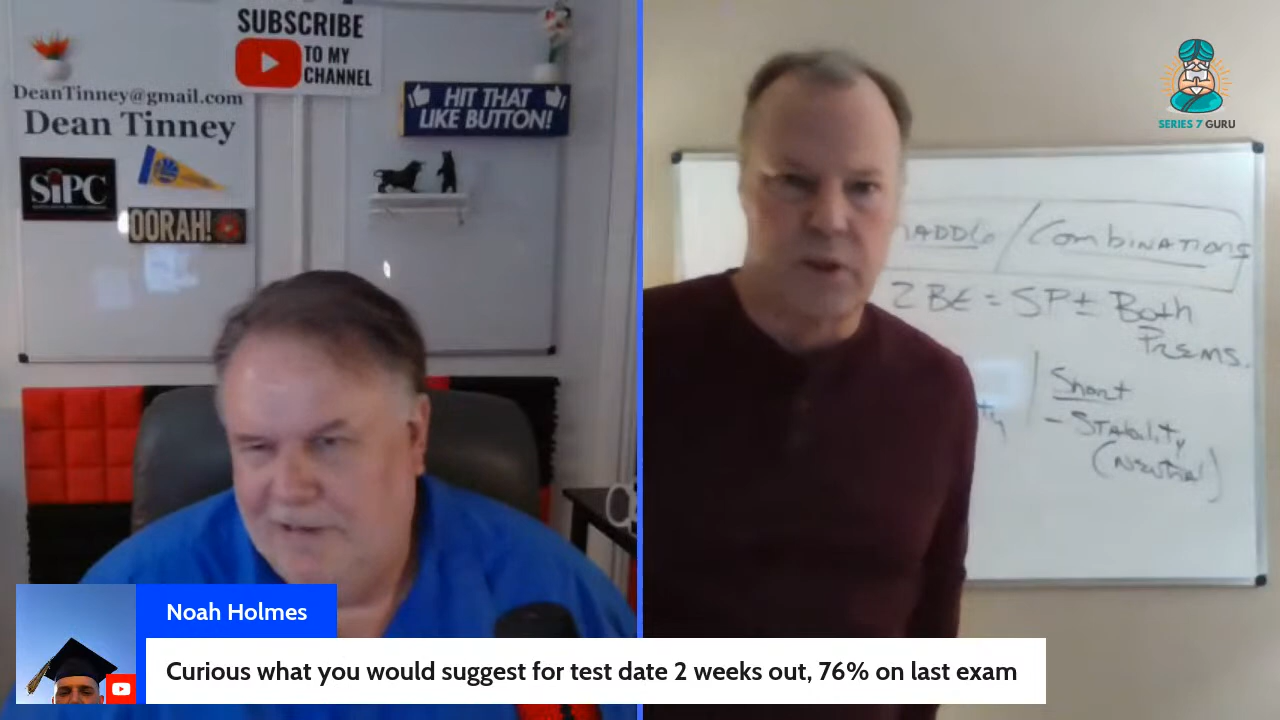 SUBSCRIBE
TO MY
CHANNEL
DeanTinney@gmail.com
Dean Tinney
HIT THAT
LIKE BUTTON!
SiPC
OORAH!
SERIES 7 GURU
/ Combinations
2 BE = SP ± Both
Prems.
Short
- Stability
(Neutral)
Noah Holmes
Curious what you would suggest for test date 2 weeks out, 76% on last exam